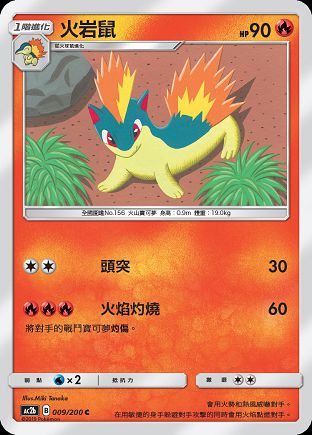 1階進化
火岩鼠
HP90
從火球鼠進化
全國圖鑑No.156 火山寶可夢 身高：0.9m 體重：19.0kg
頭突 30
火焰灼燒 60
將對手的戰鬥寶可夢灼傷。
弱點 ×2 抵抗力 撤退
Illus.Miki Tanaka
AC2b B 009/200 C
©2019 Pokémon
會用火勢和熱風威嚇對手。
在用敏捷的身手躲避對手攻擊的同時會用火焰還擊對手。